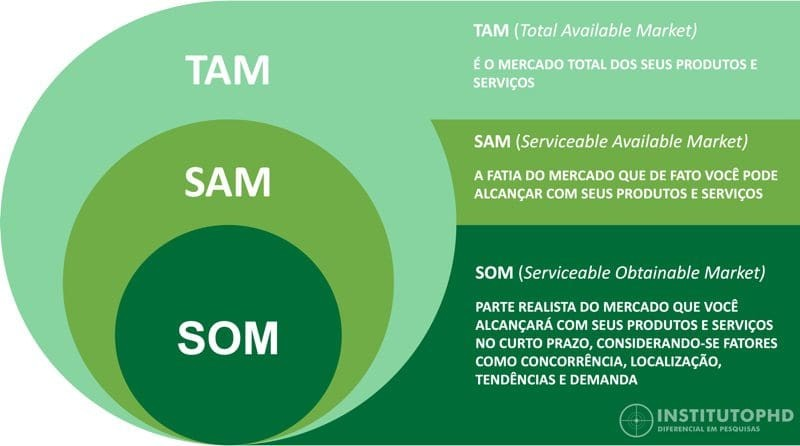 TAM
SAM
SOM
TAM (Total Available Market)
É O MERCADO TOTAL DOS SEUS PRODUTOS E
SERVIÇOS
SAM (Serviceable Available Market)
A FATIA DO MERCADO QUE DE FATO VOCÊ PODE
ALCANÇAR COM SEUS PRODUTOS E SERVIÇOS
SOM (Serviceable Obtainable Market)
PARTE REALISTA DO MERCADO QUE VOCÊ
ALCANÇARÁ COM SEUS PRODUTOS E SERVIÇOS
NO CURTO PRAZO, CONSIDERANDO-SE FATORES
COMO CONCORRÊNCIA, LOCALIZAÇÃO,
TENDÊNCIAS E DEMANDA
INSTITUTOPHD
DIFERENCIAL EM PESQUISAS